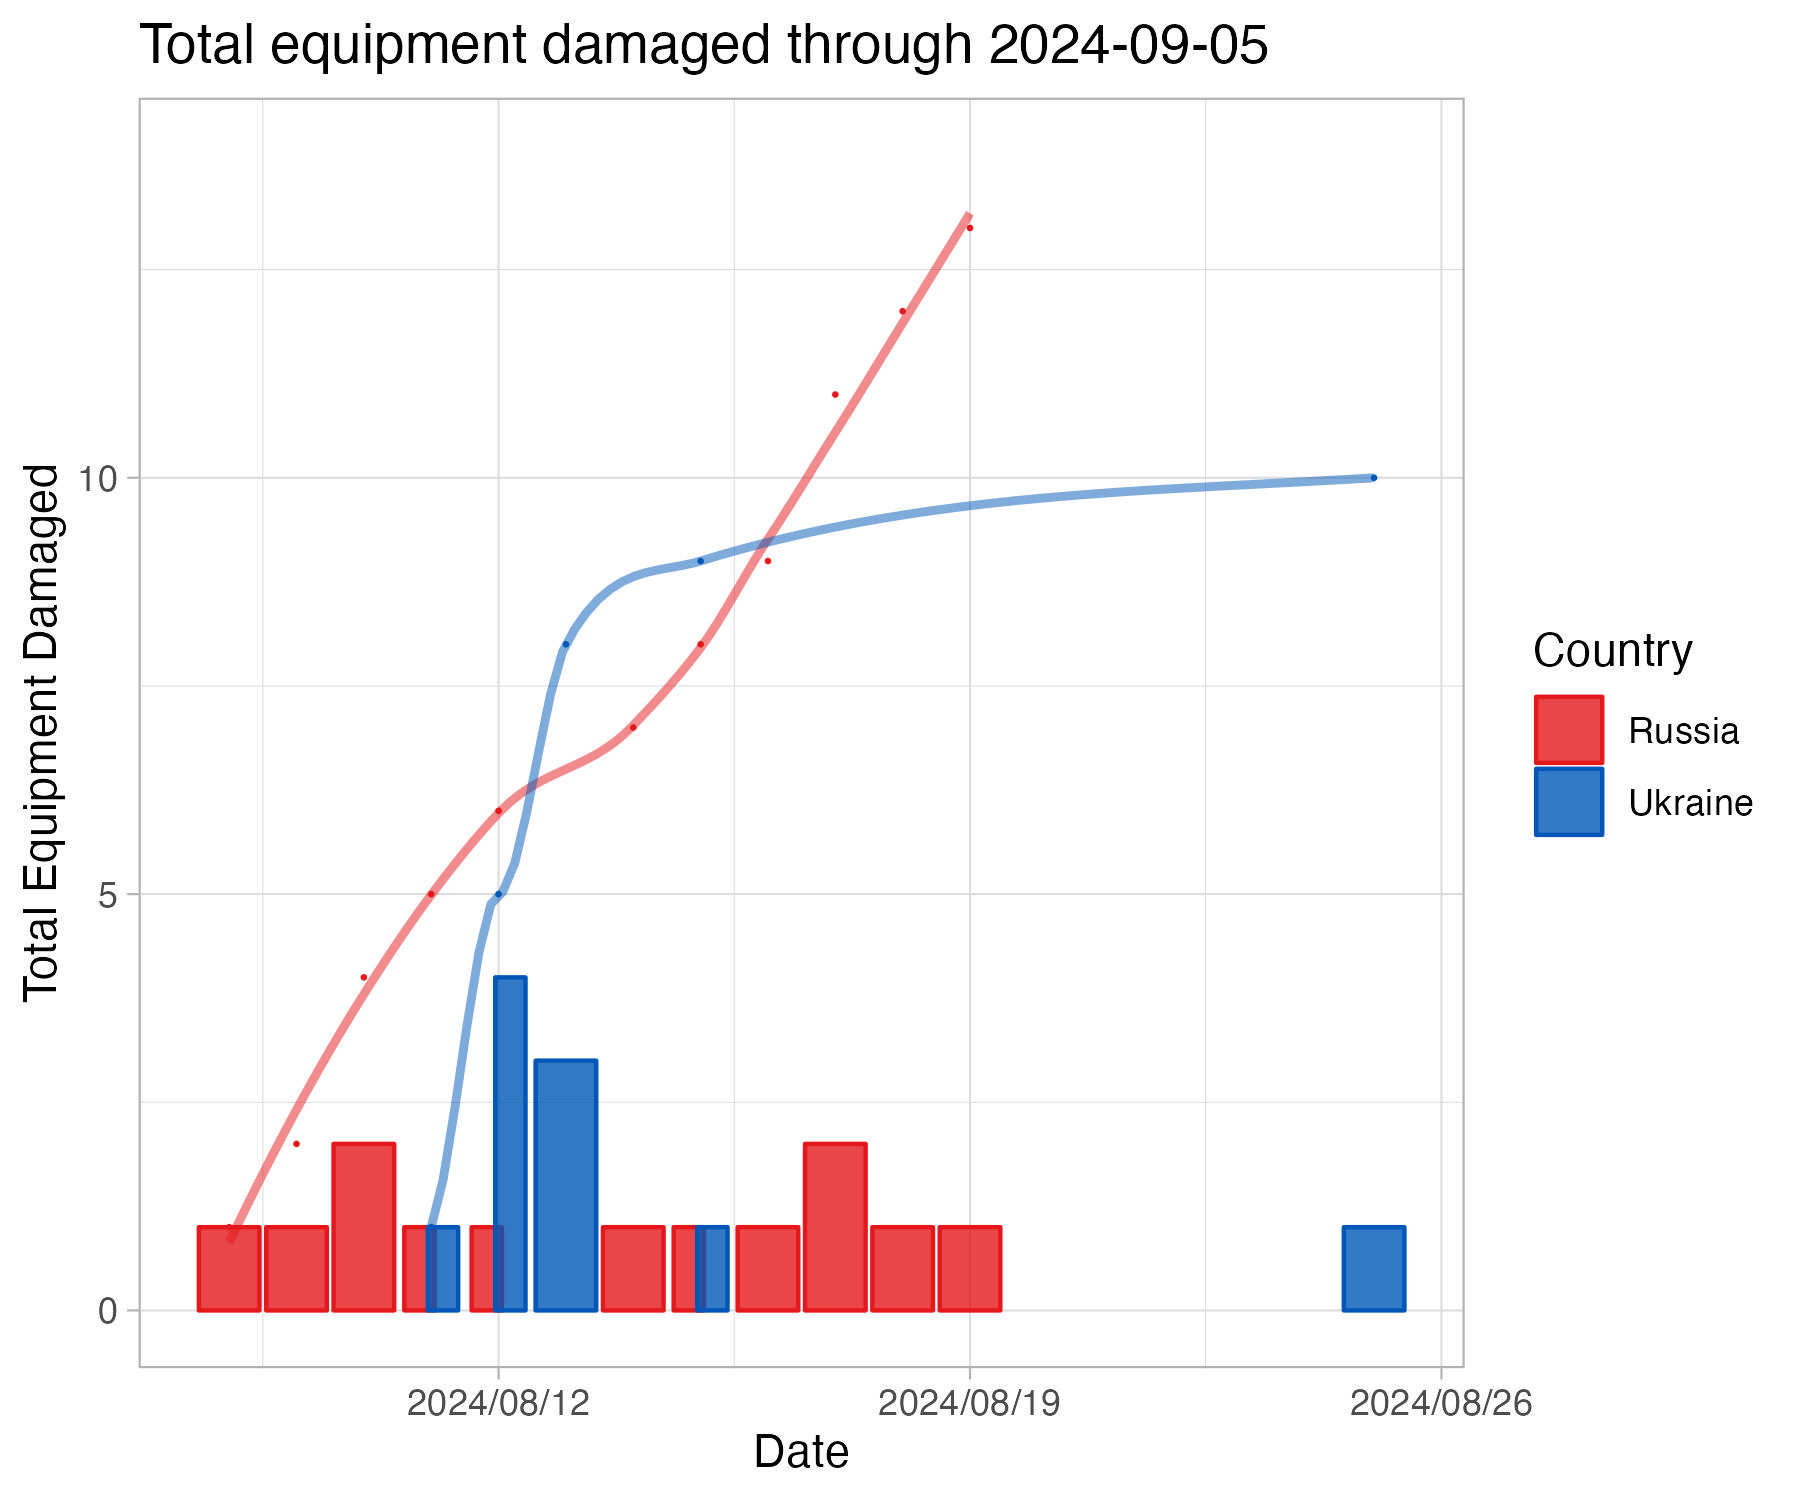 Total equipment damaged through 2024-09-05
Total Equipment Damaged
10
5
0
2024/08/12
2024/08/19
2024/08/26
Date
Country
Russia
Ukraine